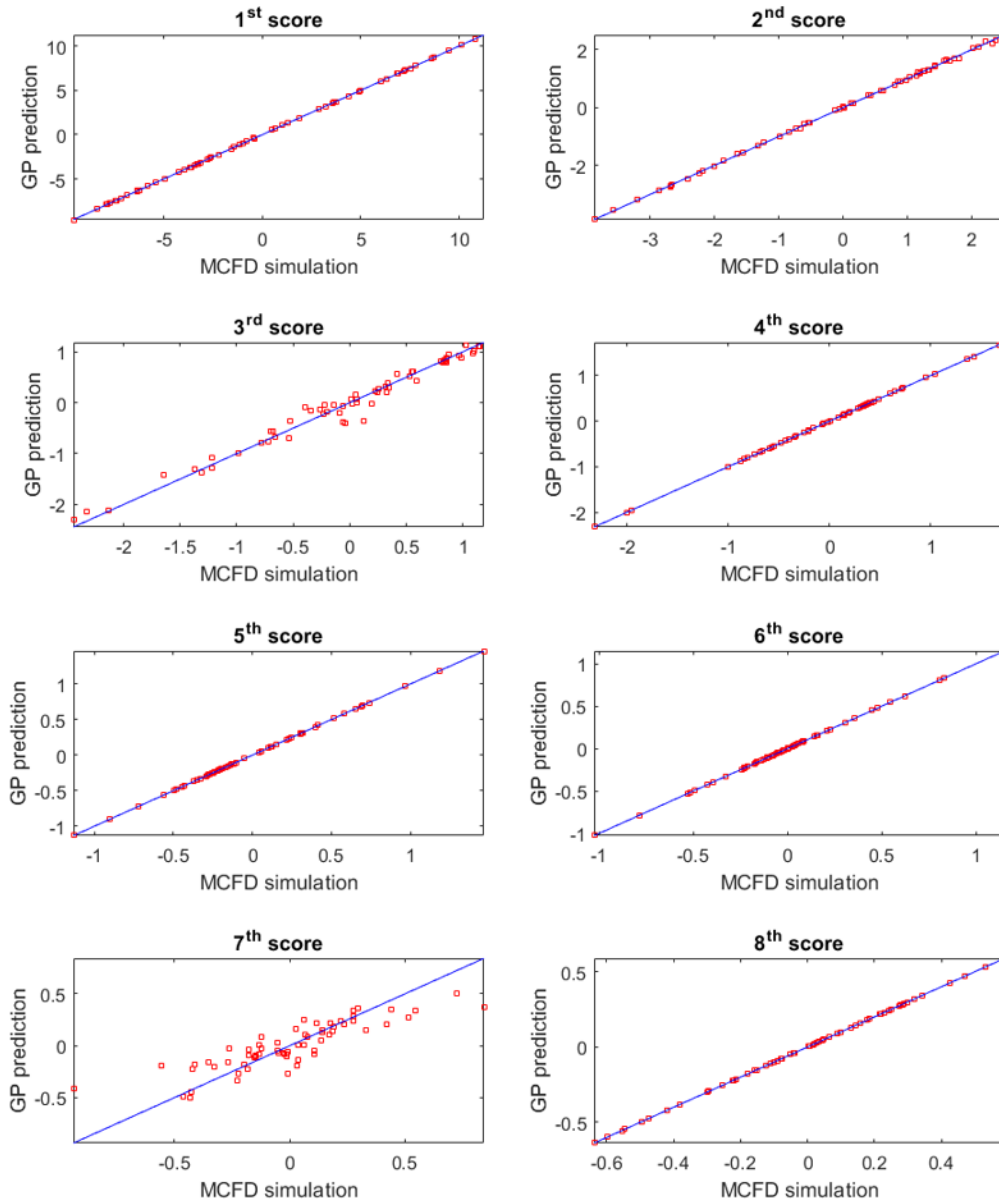 1st score
10
5
0
-5
GP prediction
-5 0 5 10
MCFD simulation
2nd score
2
0
-2
GP prediction
-3 -2 -1 0 1 2
MCFD simulation
3rd score
1
0
-1
-2
GP prediction
-2 -1.5 -1 -0.5 0 0.5 1
MCFD simulation
4th score
1
0
-1
-2
GP prediction
-2 -1 0 1
MCFD simulation
5th score
1
0.5
0
-0.5
-1
GP prediction
-1 -0.5 0 0.5 1
MCFD simulation
6th score
1
0.5
0
-0.5
-1
GP prediction
-1 -0.5 0 0.5 1
MCFD simulation
7th score
0.5
0
-0.5
GP prediction
-0.5 0 0.5
MCFD simulation
8th score
0.5
0
-0.5
GP prediction
-0.6 -0.4 -0.2 0 0.2 0.4
MCFD simulation